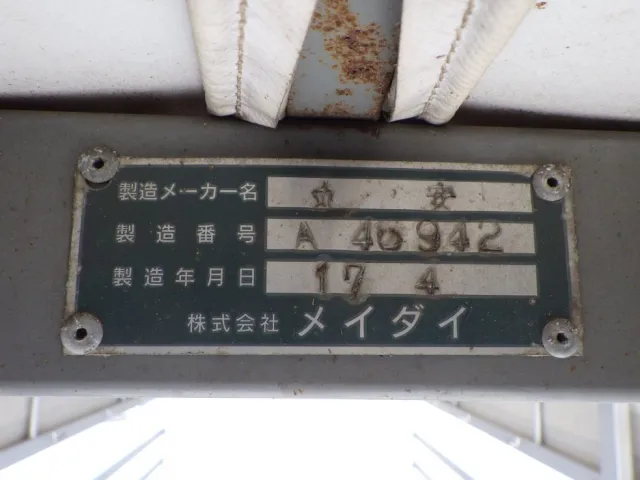 製造メーカー名 立 安
製造番号 A 46942
製造年月日 17 4
株式会社 メイダイ